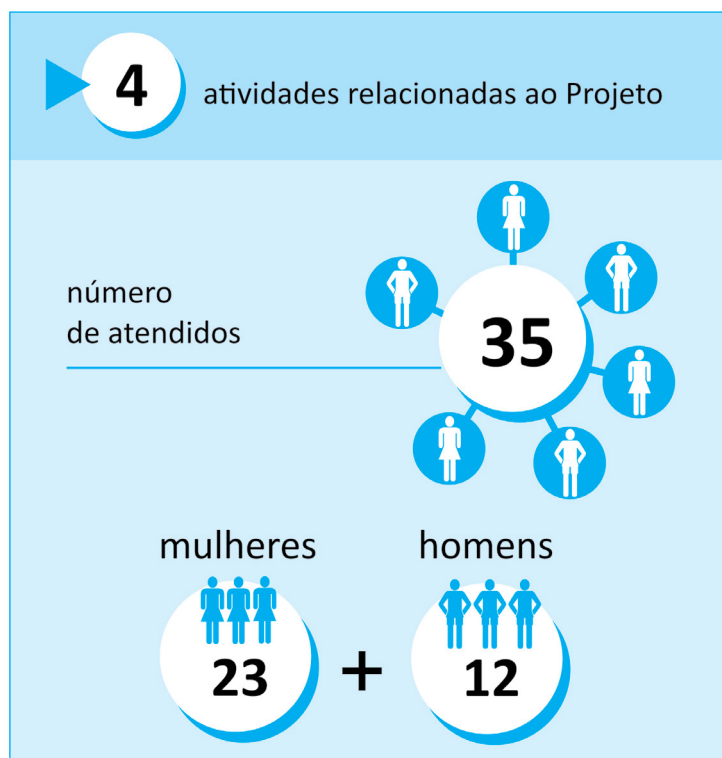 4
atividades relacionadas ao Projeto
número
de atendidos
35
mulheres
homens
23 + 12